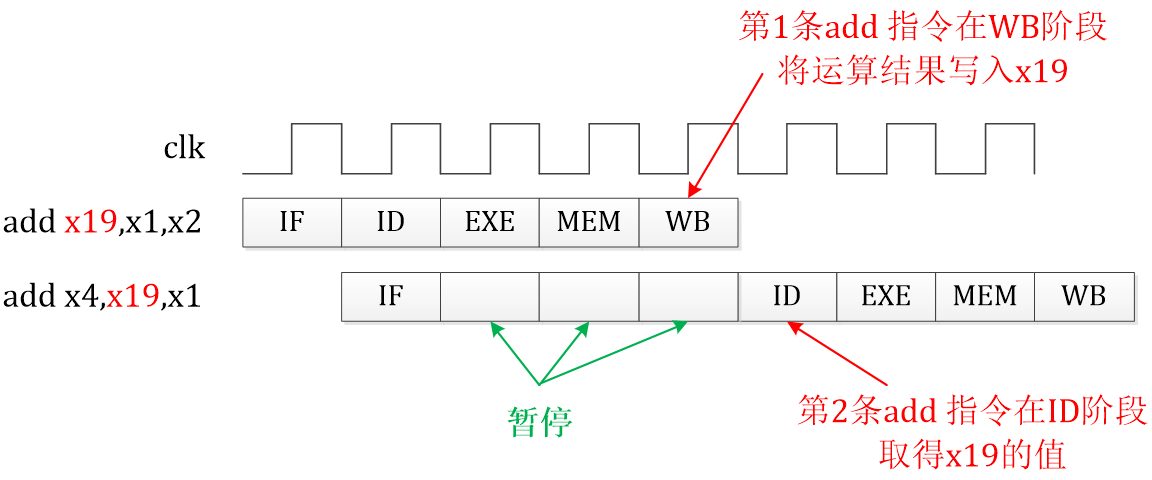 第1条add 指令在WB阶段
将运算结果写入x19
clk
add x19,x1,x2
IF ID EXE MEM WB
add x4,x19,x1
IF ID EXE MEM WB
暂停
第2条add 指令在ID阶段
取得x19的值